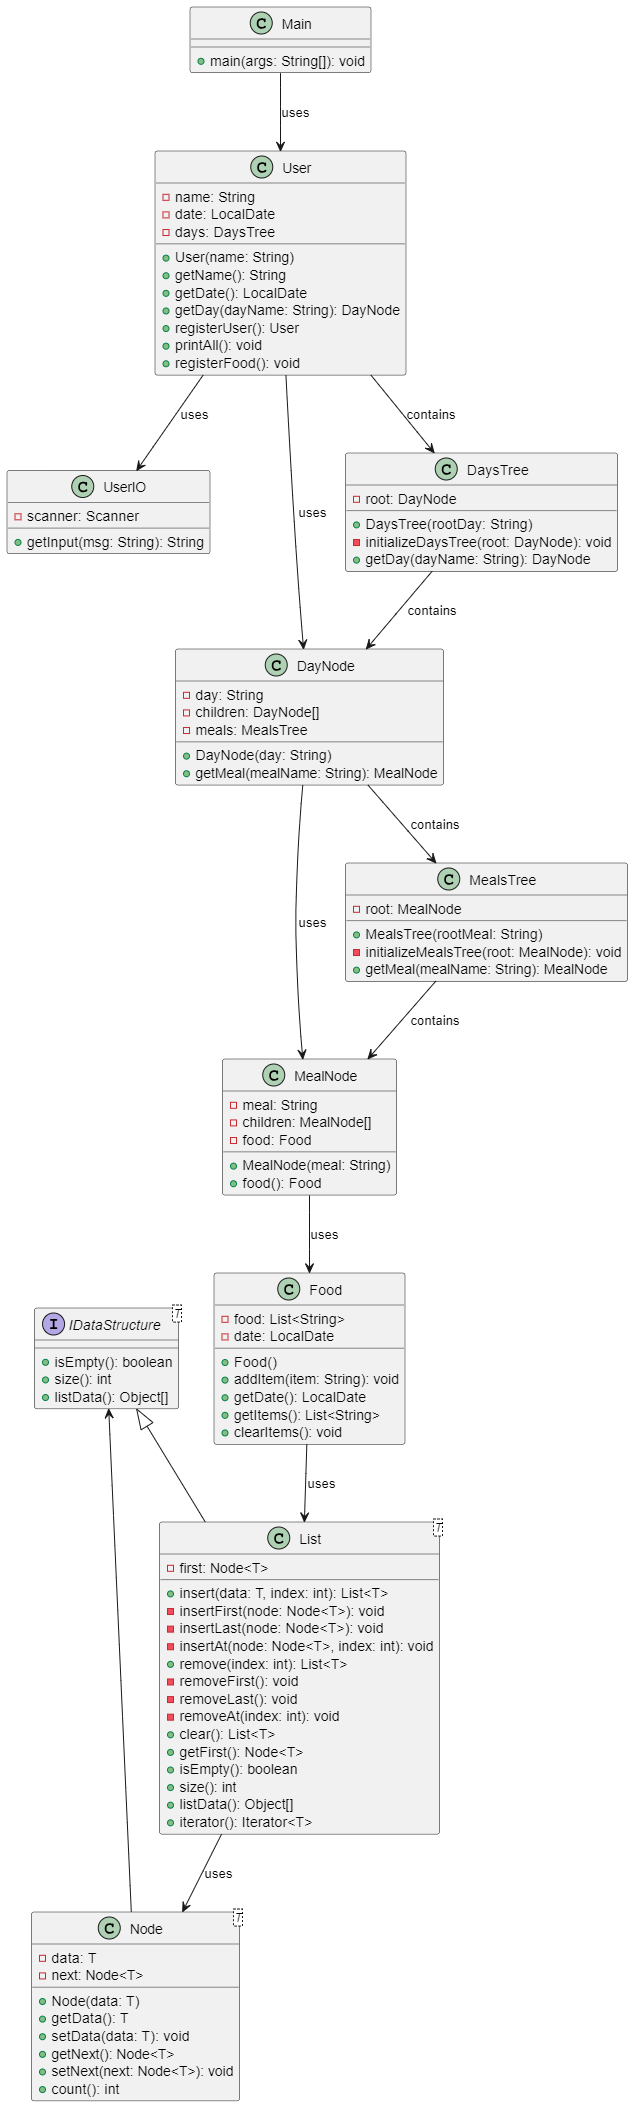 C Main
main(args: String[]): void
uses
C User
name: String
date: LocalDate
days: DaysTree
User(name: String)
getName(): String
getDate(): LocalDate
getDay(dayName: String): DayNode
registerUser(): User
printAll(): void
registerFood(): void
uses
contains
C UserIO
scanner: Scanner
getInput(msg: String): String
uses
C DaysTree
root: DayNode
DaysTree(rootDay: String)
initializeDaysTree(root: DayNode): void
getDay(dayName: String): DayNode
contains
C DayNode
day: String
children: DayNode[]
meals: MealsTree
DayNode(day: String)
getMeal(mealName: String): MealNode
contains
uses
C MealsTree
root: MealNode
MealsTree(rootMeal: String)
initializeMealsTree(root: MealNode): void
getMeal(mealName: String): MealNode
contains
C MealNode
meal: String
children: MealNode[]
food: Food
MealNode(meal: String)
food(): Food
uses
C Food
food: List<String>
date: LocalDate
Food()
addItem(item: String): void
getDate(): LocalDate
getItems(): List<String>
clearItems(): void
I IDataStructure T
isEmpty(): boolean
size(): int
listData(): Object[]
uses
C List T
first: Node<T>
insert(data: T, index: int): List<T>
insertFirst(node: Node<T>): void
insertLast(node: Node<T>): void
insertAt(node: Node<T>, index: int): void
remove(index: int): List<T>
removeFirst(): void
removeLast(): void
removeAt(index: int): void
clear(): List<T>
getFirst(): Node<T>
isEmpty(): boolean
size(): int
listData(): Object[]
iterator(): Iterator<T>
uses
C Node T
data: T
next: Node<T>
Node(data: T)
getData(): T
setData(data: T): void
getNext(): Node<T>
setNext(next: Node<T>): void
count(): int